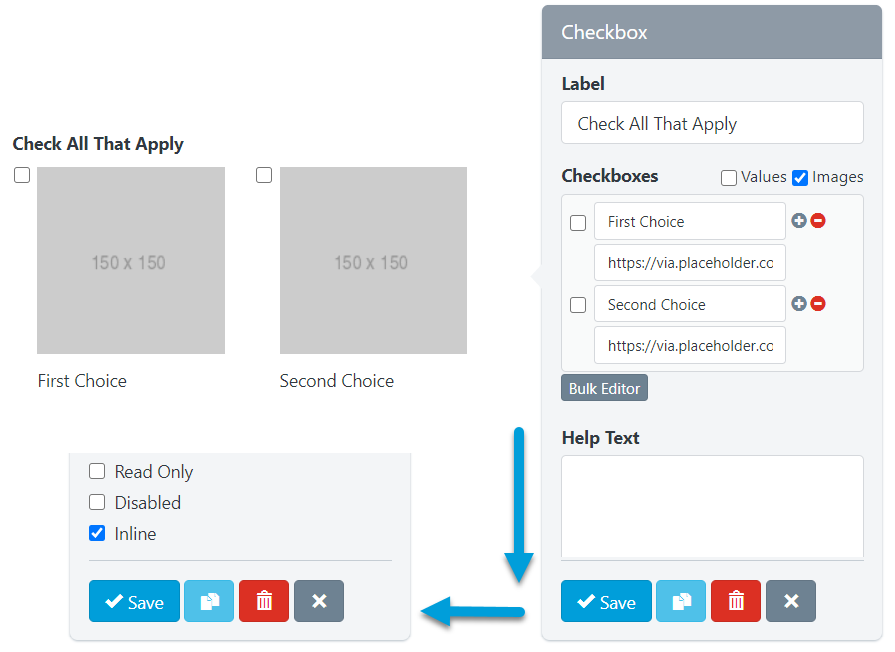 Check All That Apply
150 x 150
150 x 150
First Choice
Second Choice
Read Only
Disabled
Inline
Save
Checkbox
Label
Check All That Apply
Checkboxes Values Images
First Choice
https://via.placeholder.co
Second Choice
https://via.placeholder.co
Bulk Editor
Help Text
Save